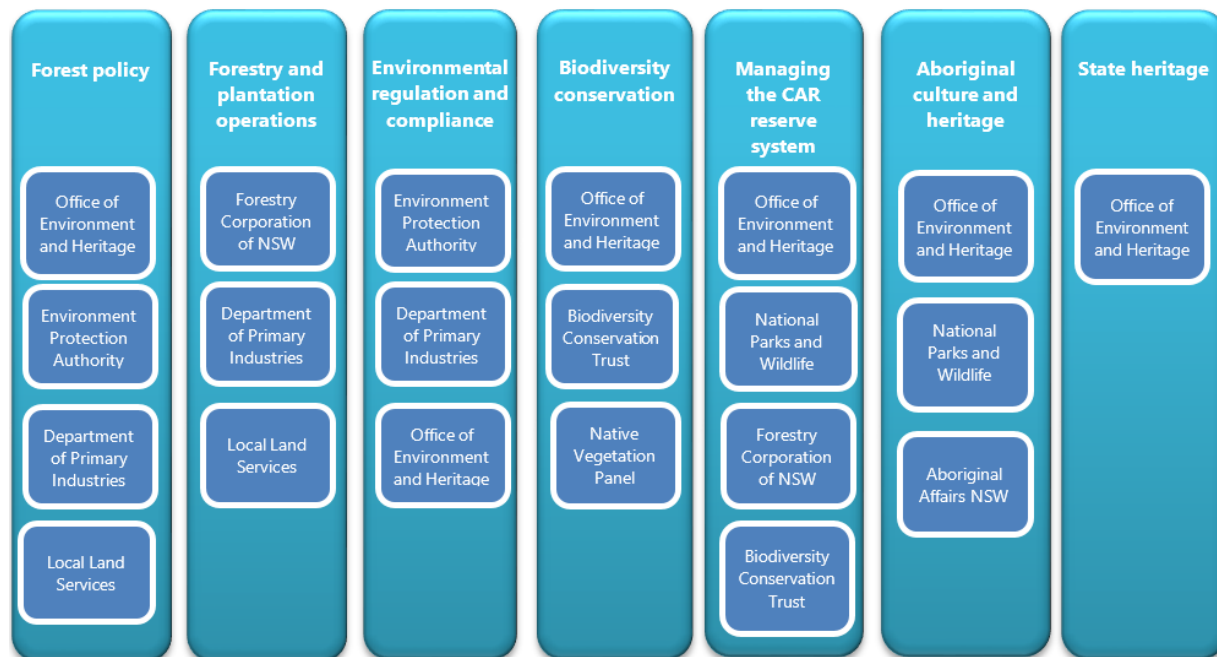 Forest policy
Office of
Environment
and Heritage
Environment
Protection
Authority
Department
of Primary
Industries
Local Land
Services
Forestry and
plantation
operations
Forestry
Corporation
of NSW
Department
of Primary
Industries
Local Land
Services
Environmental
regulation and
compliance
Environment
Protection
Authority
Department
of Primary
Industries
Office of
Environment
and Heritage
Biodiversity
conservation
Office of
Environment
and Heritage
Biodiversity
Conservation
Trust
Native
Vegetation
Panel
Managing
the CAR
reserve
system
Office of
Environment
and Heritage
National
Parks and
Wildlife
Forestry
Corporation
of NSW
Biodiversity
Conservation
Trust
Aboriginal
culture and
heritage
Office of
Environment
and Heritage
National
Parks and
Wildlife
Aboriginal
Affairs NSW
State heritage
Office of
Environment
and Heritage